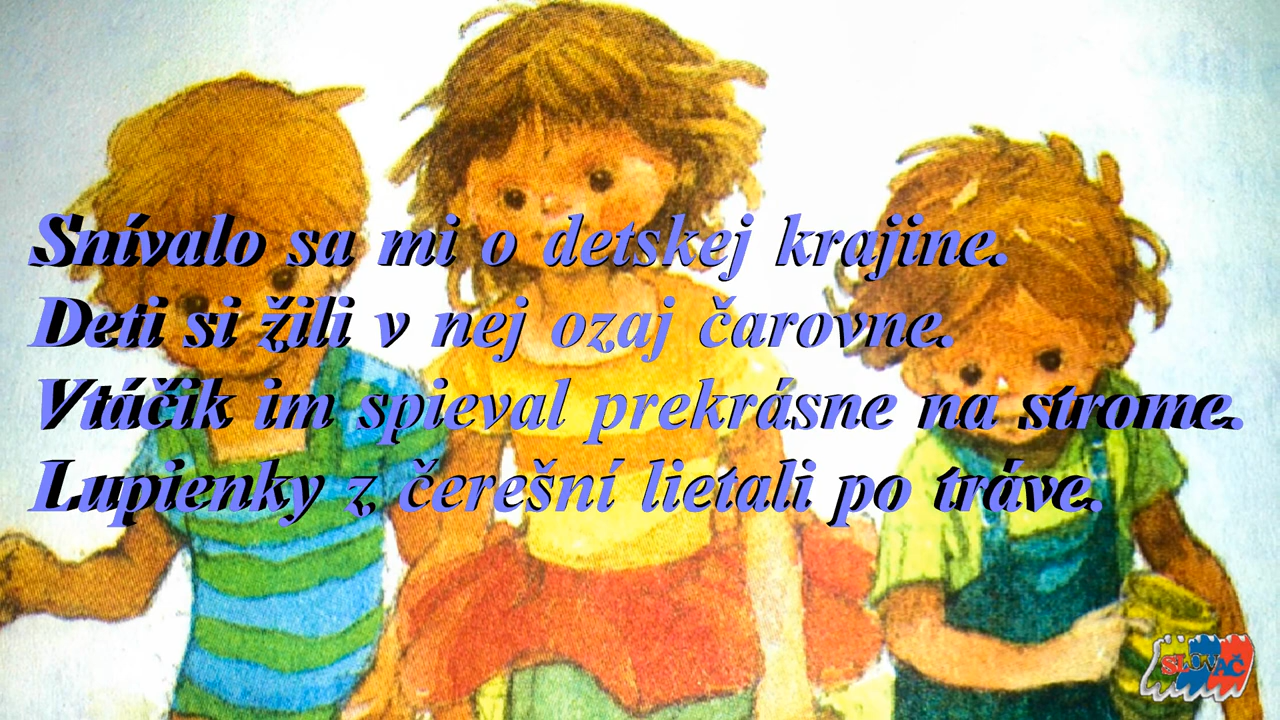 Snívalo sa mi o detskej krajine.
Deti si žili v nej ozaj čarovne.
Vtáčik im spieval prekrásne na strome.
Lupienky z čerešní lietali po tráve.
SLOVAČ